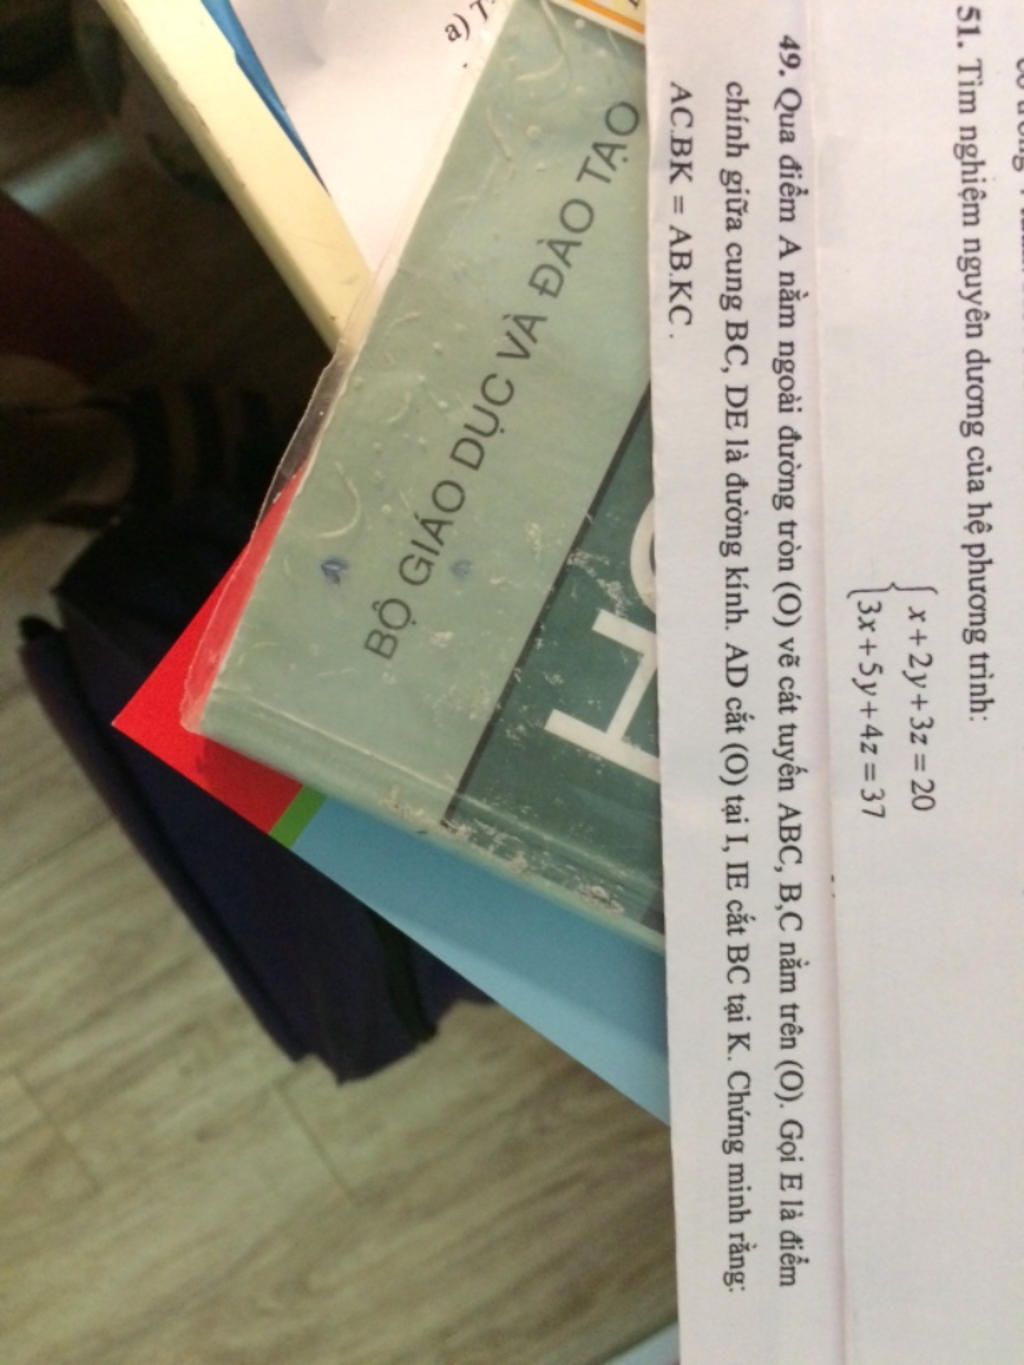 51. Tìm nghiệm nguyên dương của hệ phương trình:
x + 2y + 3z = 20
3x + 5y + 4z = 37
49. Qua điểm A nằm ngoài đường tròn (O) vẽ cát tuyến ABC, B,C nằm trên (O). Gọi E là điểm
chính giữa cung BC, DE là đường kính. AD cắt (O) tại I, IE cắt BC tại K. Chứng minh rằng:
AC.BK = AB.KC .
BỘ GIÁO DỤC VÀ ĐÀO TẠO
a)